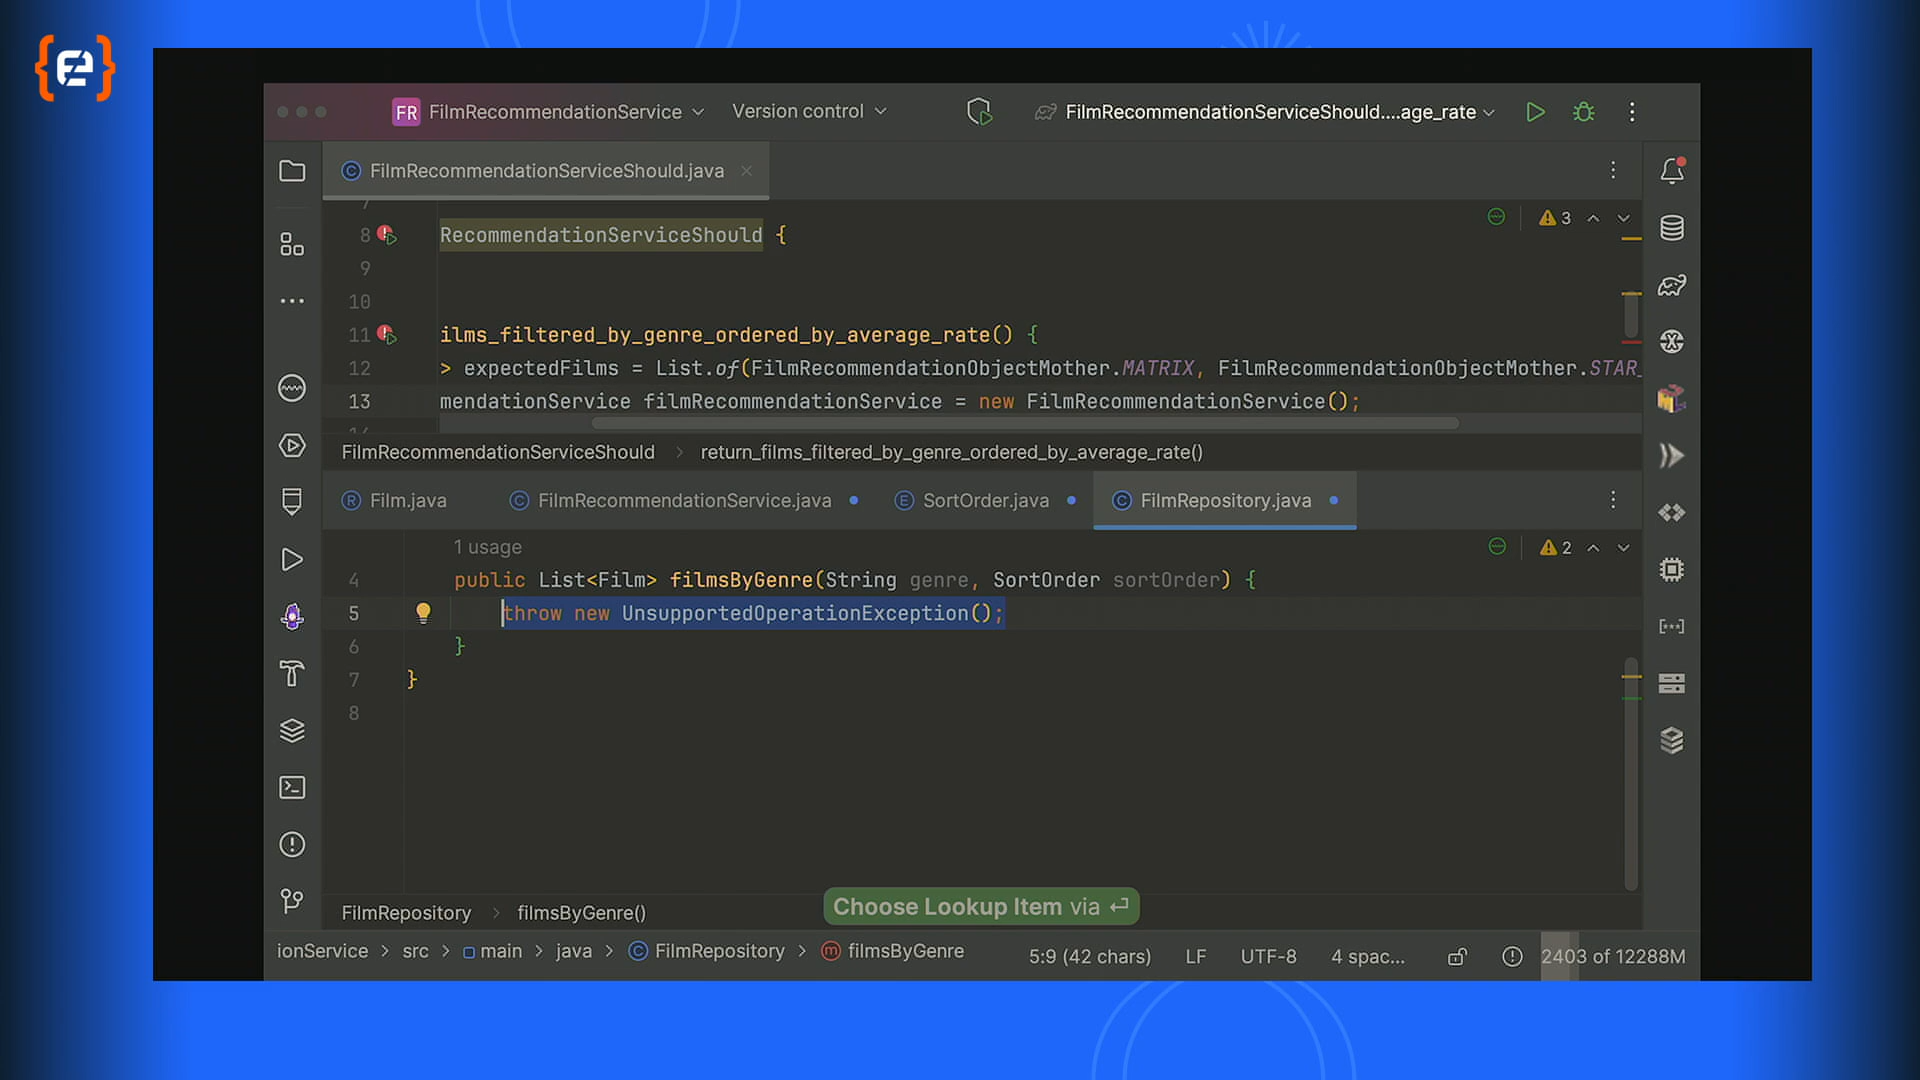 FR FilmRecommendationService Version control FilmRecommendationServiceShould....age_rate
FilmRecommendationServiceShould.java
7
3
8 RecommendationServiceShould {
9
10
11 ilms_filtered_by_genre_ordered_by_average_rate() {
12 > expectedFilms = List.of(FilmRecommendationObjectMother.MATRIX, FilmRecommendationObjectMother.STAR_
13 mendationService filmRecommendationService = new FilmRecommendationService();
14
FilmRecommendationServiceShould > return_films_filtered_by_genre_ordered_by_average_rate()
Film.java FilmRecommendationService.java SortOrder.java FilmRepository.java
1 usage
2
4 public List<Film> filmsByGenre(String genre, SortOrder sortOrder) {
5 throw new UnsupportedOperationException();
6 }
7 }
8
Choose Lookup Item via ↵
FilmRepository > filmsByGenre()
ionService > src > main > java > FilmRepository > filmsByGenre 5:9 (42 chars) LF UTF-8 4 spac... 2403 of 12288M